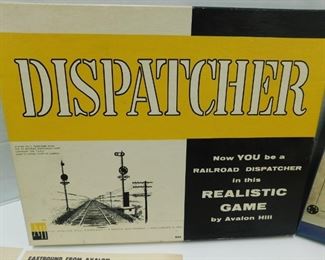 DISPATCHER
Now YOU be a
RAILROAD DISPATCHER
in this
REALISTIC
GAME
by Avalon Hill
EASTBOUND FROM AVALON